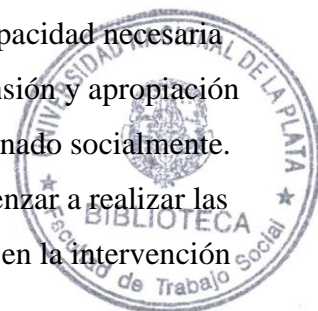 pacidad necesaria
nsión y apropiación
nado socialmente.
enzar a realizar las
en la intervención
UNIVERSIDAD NACIONAL DE LA PLATA
BIBLIOTECA
Facultad de Trabajo Social